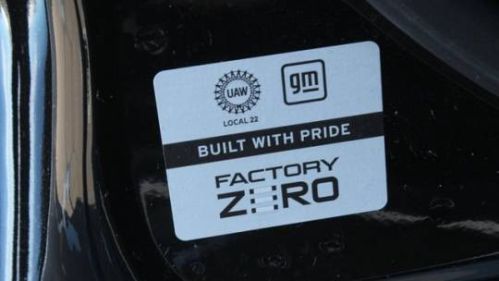 UAW
gm
LOCAL 22
BUILT WITH PRIDE
FACTORY
ZERO